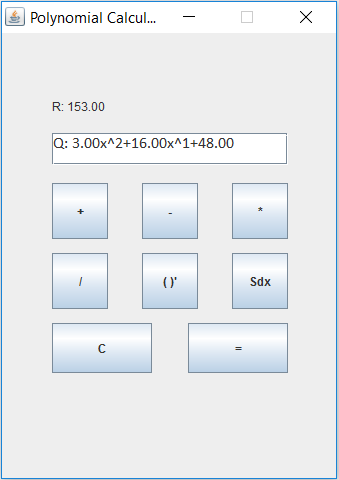 Polynomial Calcul...
R: 153.00
Q: 3.00x^2+16.00x^1+48.00
+ - *
/ ( )' Sdx
C =